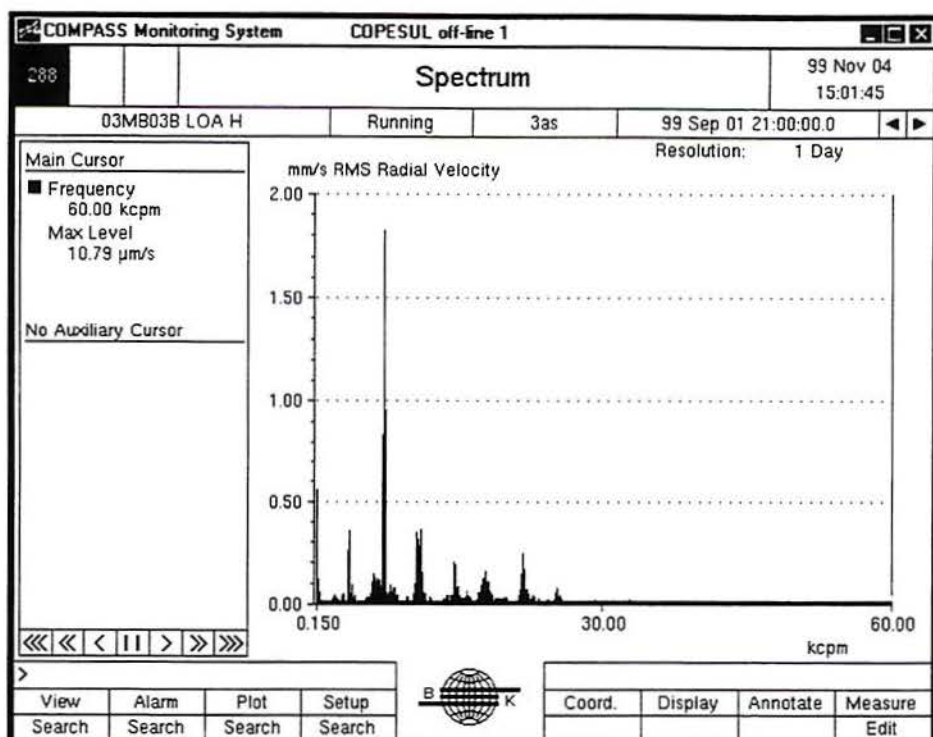 COMPASS Monitoring System COPESUL off-line 1
288 Spectrum 99 Nov 04
15:01:45
03MB03B LOA H Running 3as 99 Sep 01 21:00:00.0
Resolution: 1 Day
Main Cursor
Frequency
60.00 kcpm
Max Level
10.79 µm/s
No Auxiliary Cursor
mm/s RMS Radial Velocity
2.00
1.50
1.00
0.50
0.00
0.150 30.00 60.00
kcpm
>
B K
View Alarm Plot Setup Coord. Display Annotate Measure
Search Search Search Search Edit